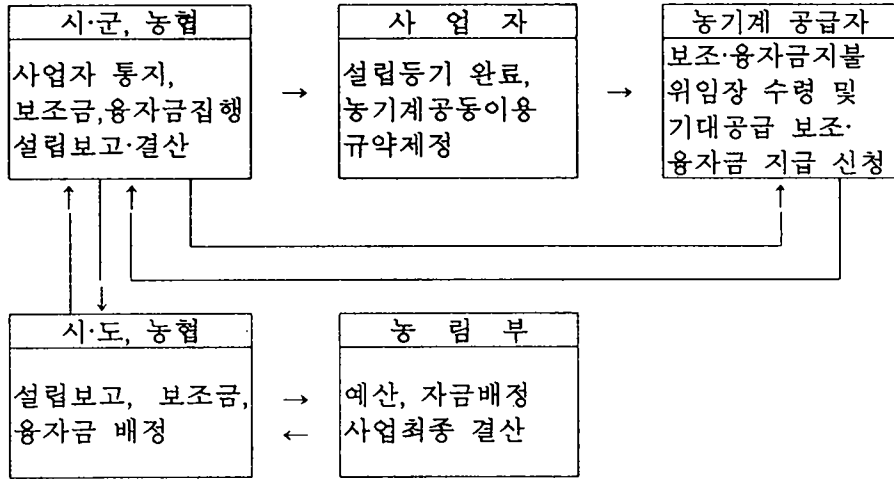 시·군, 농협
사업자 통지,
보조금,융자금집행
설립보고·결산
→
사 업 자
설립등기 완료,
농기계공동이용
규약제정
→
농기계 공급자
보조·융자금지불
위임장 수령 및
기대공급 보조·
융자금 지급 신청
시·도, 농협
설립보고, 보조금,
융자금 배정
→
←
농 림 부
예산, 자금배정
사업최종 결산